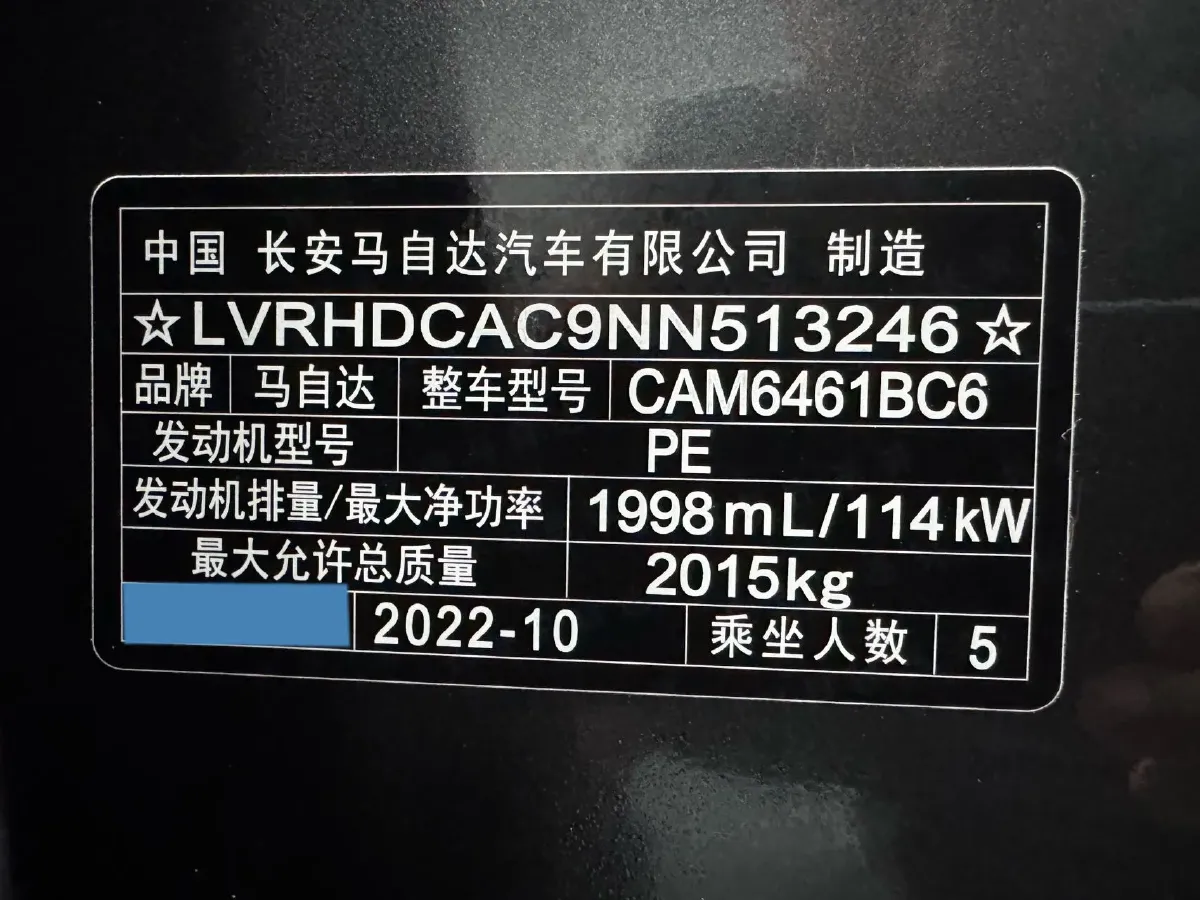 中国 长安马自达汽车有限公司 制造
☆LVRHDCAC9NN513246☆
品牌 马自达 整车型号 CAM6461BC6
发动机型号 PE
发动机排量/最大净功率 1998mL/114kW
最大允许总质量 2015kg
2022-10 乘坐人数 5